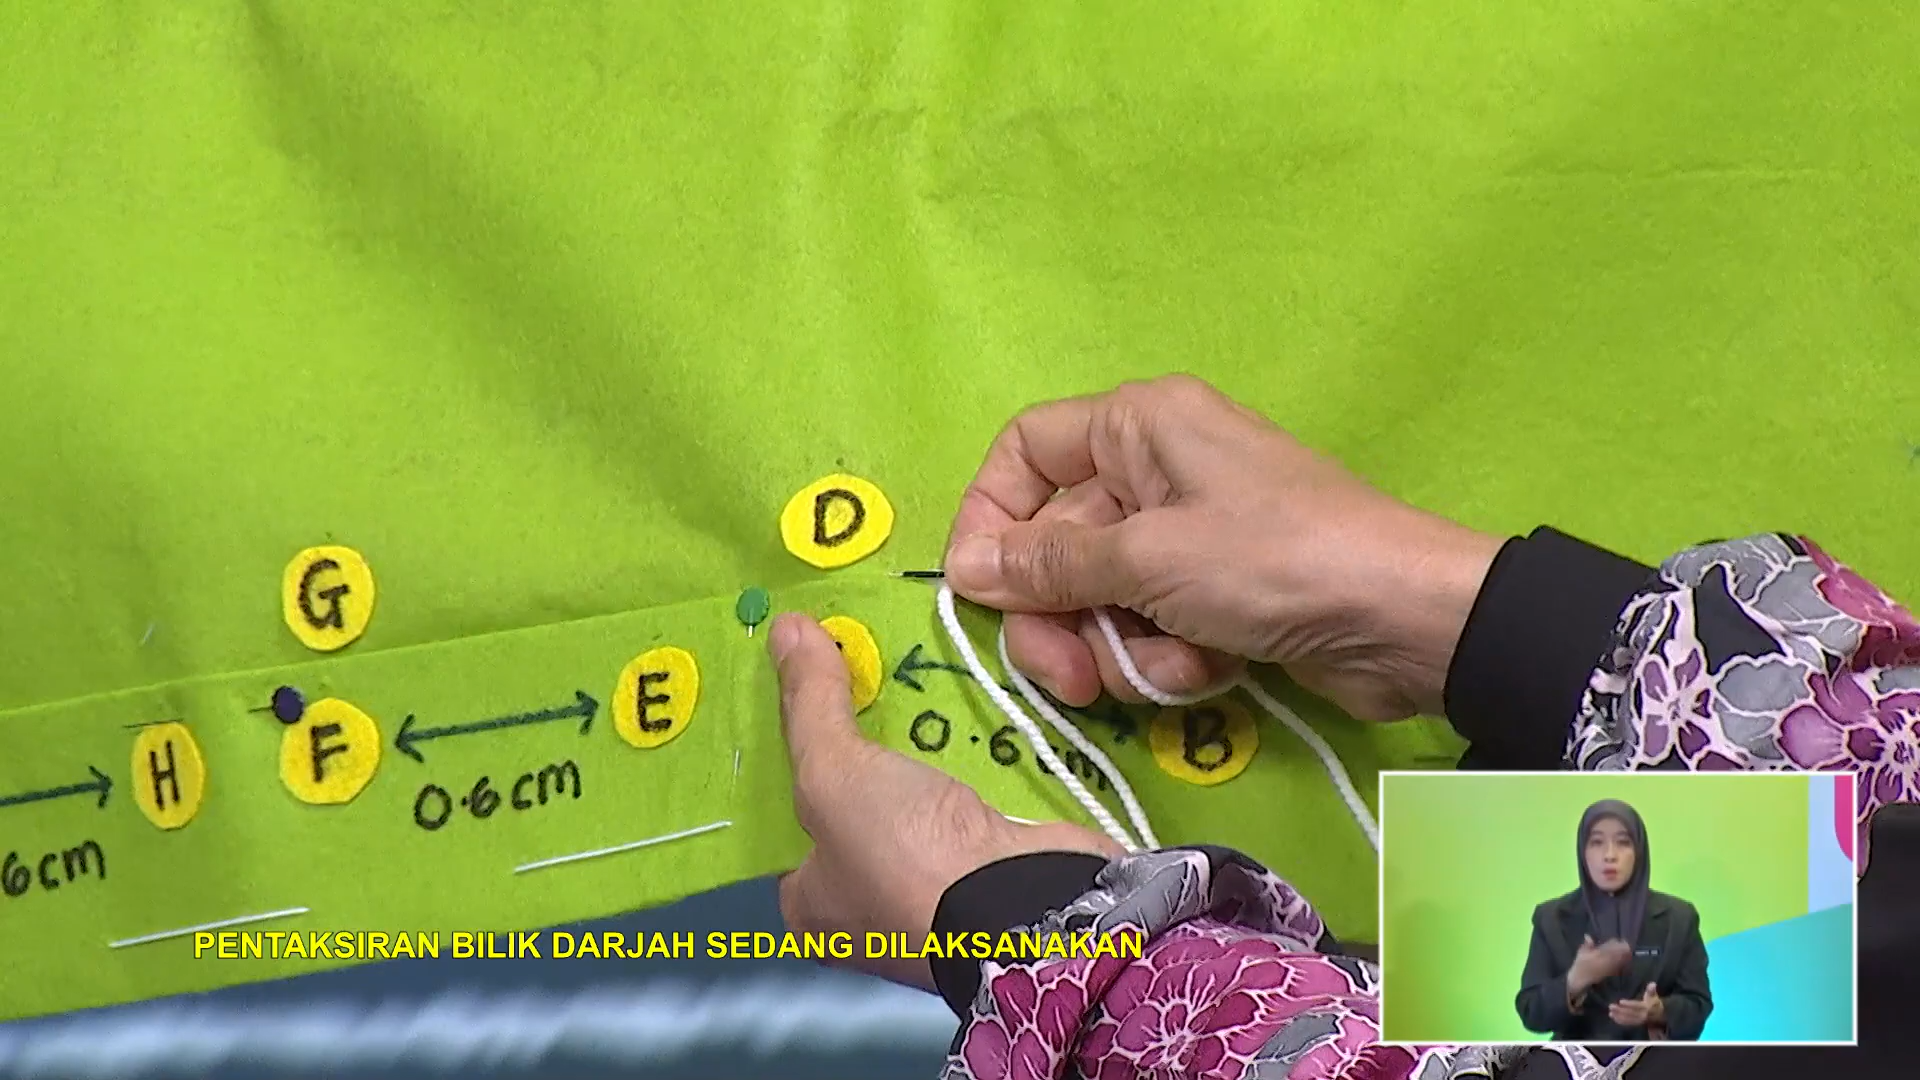 D
G
E
B
F
H
0.6 cm
0.6 cm
6cm
PENTAKSIRAN BILIK DARJAH SEDANG DILAKSANAKAN